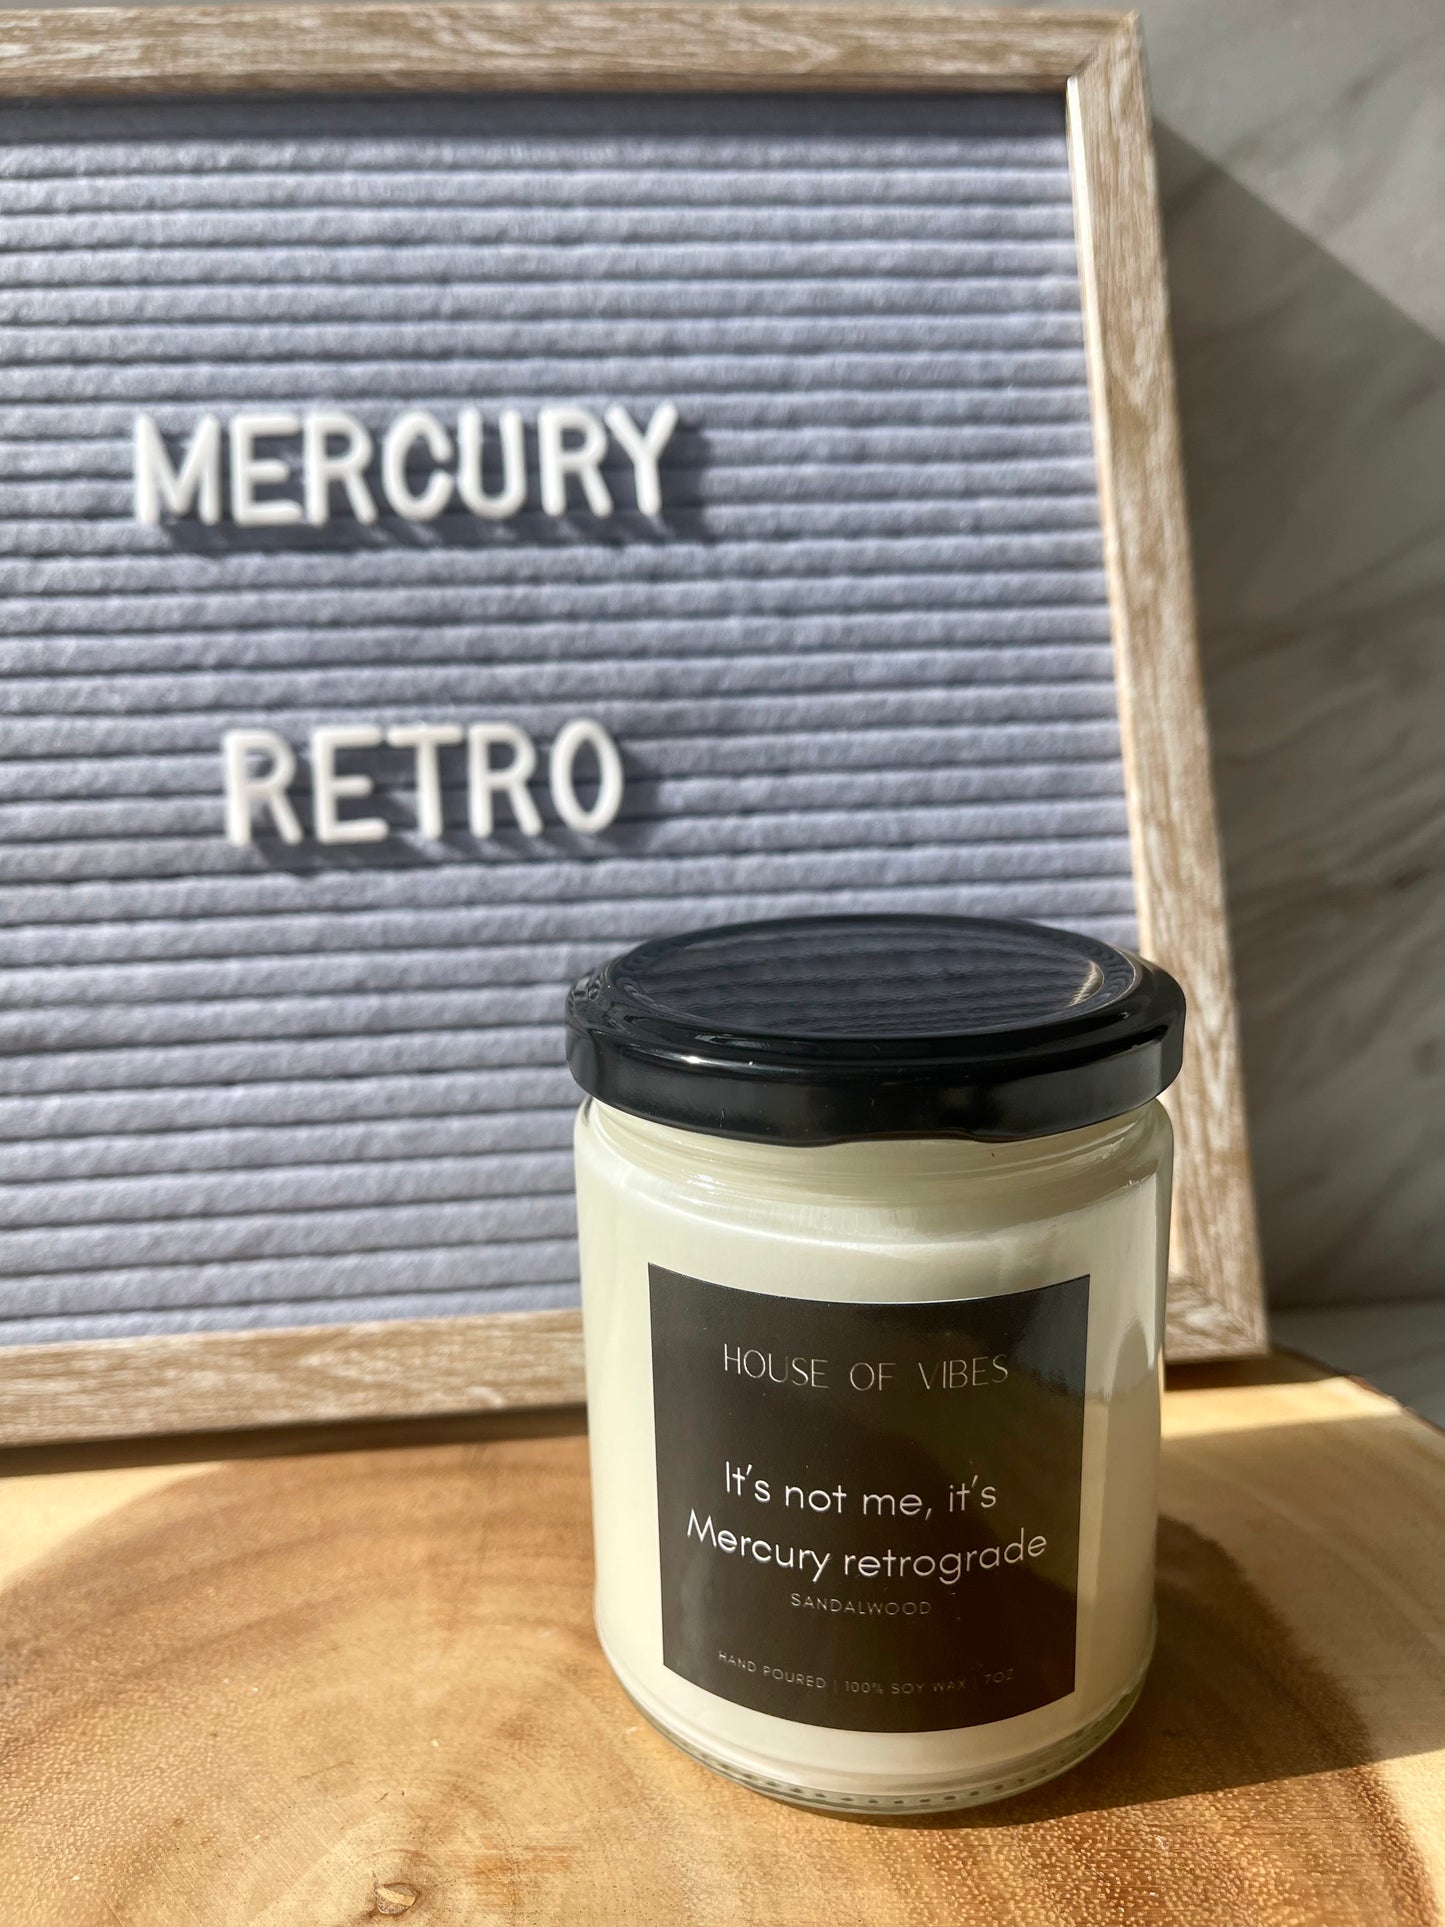 MERCURY
RETRO
HOUSE OF VIBES
It's not me, it's
Mercury retrograde
SANDALWOOD
HAND POURED | 100% SOY WAX | 7OZ